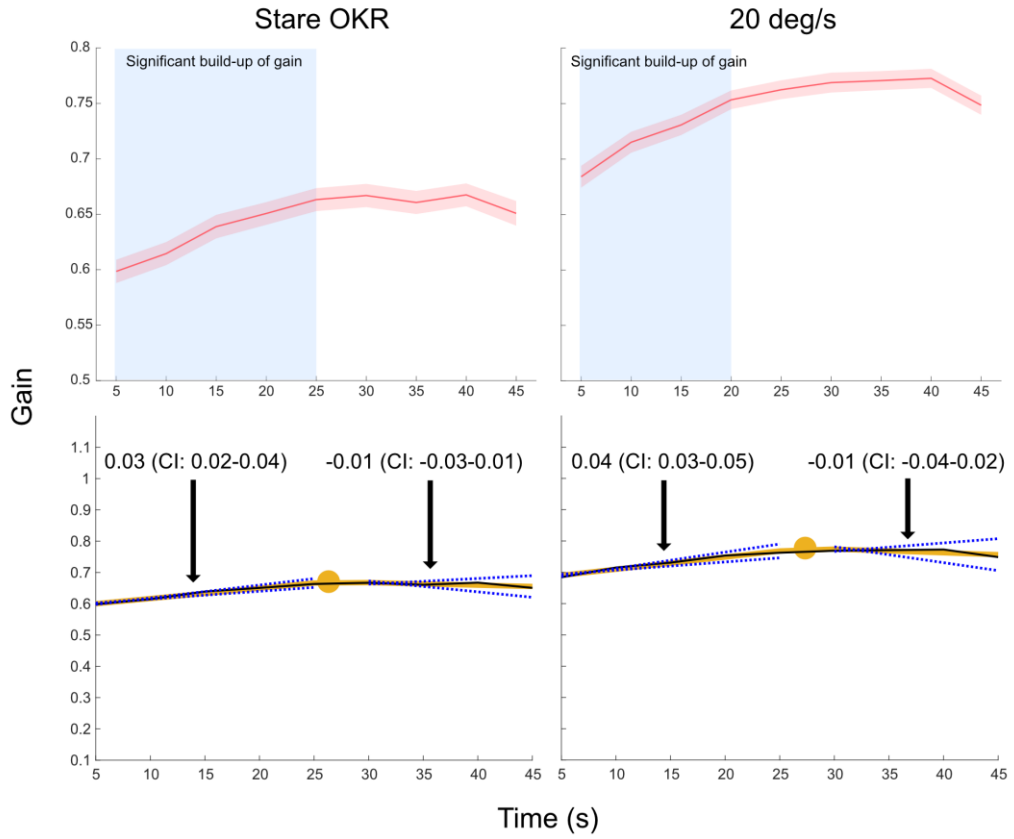 Stare OKR
20 deg/s
0.8
0.75
0.7
0.65
0.6
0.55
0.5
Significant build-up of gain
5 10 15 20 25 30 35 40 45
Significant build-up of gain
5 10 15 20 25 30 35 40 45
Gain
1.1
1
0.9
0.8
0.7
0.6
0.5
0.4
0.3
0.2
0.1
0.03 (CI: 0.02-0.04)
-0.01 (CI: -0.03-0.01)
5 10 15 20 25 30 35 40 45
0.04 (CI: 0.03-0.05)
-0.01 (CI: -0.04-0.02)
5 10 15 20 25 30 35 40 45
Time (s)